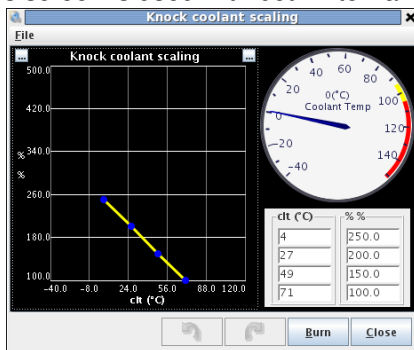 Knock coolant scaling
File
... Knock coolant scaling ...
500.0
420.0
340.0
260.0
180.0
100.0
%
%
-40.0 -8.0 24.0 56.0 88.0 120.0
clt (°C)
-40
-20
0
20
40
60
80
100
120
140
0(°C)
Coolant Temp
clt (°C) % %
4 250.0
27 200.0
49 150.0
71 100.0
Burn Close